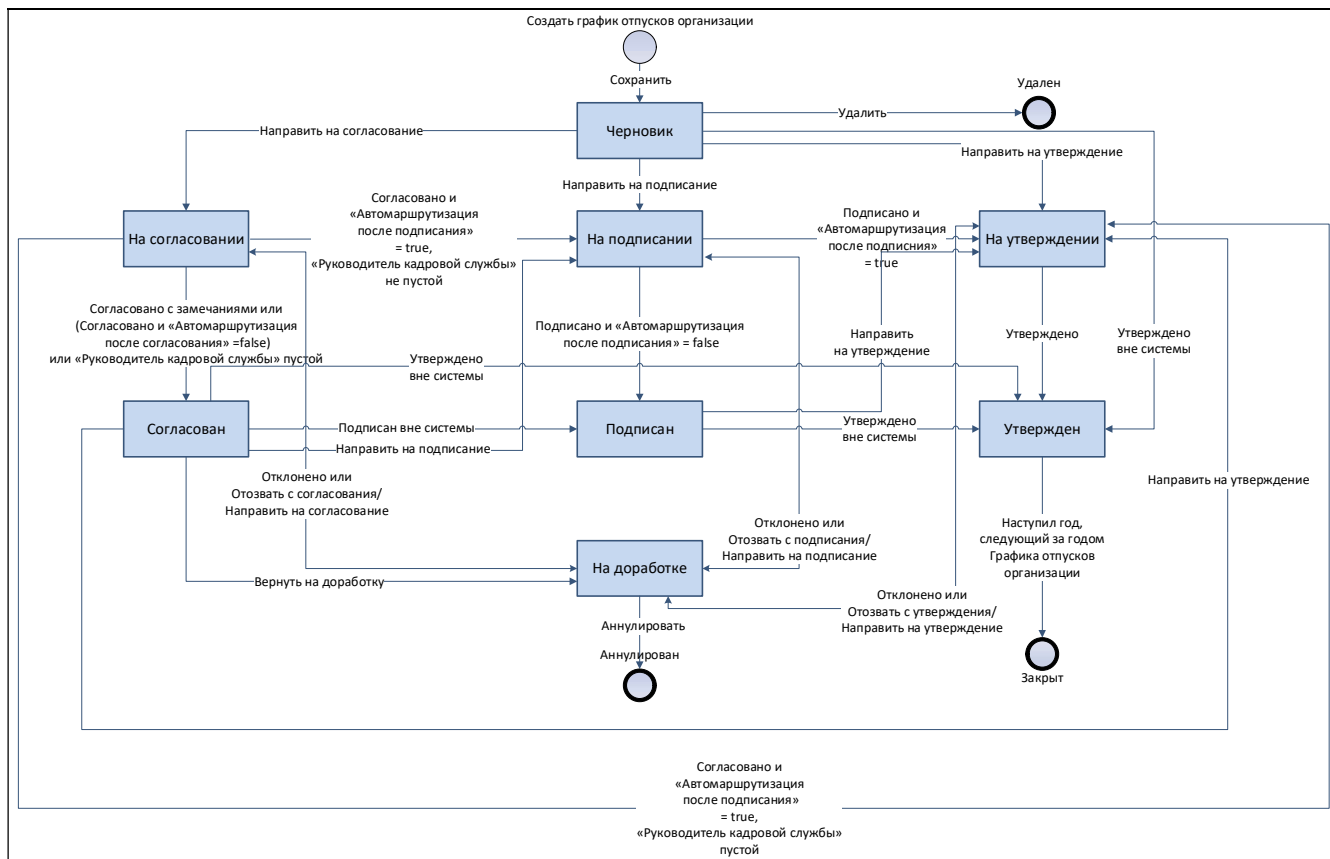 Создать график отпусков организации
Сохранить
Удален
Черновик
Удалить
Направить на согласование
Направить на утверждение
Направить на подписание
Согласовано и
«Автомаршрутизация
после подписания»
= true,
«Руководитель кадровой службы»
не пустой
Подписано и
«Автомаршрутизация
после подписния»
= true
На согласовании
На подписании
На утверждении
Согласовано с замечаниями или
(Согласовано и «Автомаршрутизация
после согласования» =false)
или «Руководитель кадровой службы» пустой
Подписано и «Автомаршрутизация
после подписания» = false
Направить
на утверждение
Утверждено
Утверждено
вне системы
Утверждено
вне системы
Согласован
Подписан вне системы
Направить на подписание
Подписан
Утверждено
вне системы
Утвержден
Отклонено или
Отозвать с согласования/
Направить на согласование
Направить на утверждение
Отклонено или
Отозвать с подписания/
Направить на подписание
Наступил год,
следующий за годом
Графика отпусков
организации
На доработке
Вернуть на доработку
Отклонено или
Отозвать с утверждения/
Направить на утверждение
Аннулировать
Аннулирован
Закрыт
Согласовано и
«Автомаршрутизация
после подписания»
= true,
«Руководитель кадровой службы»
пустой